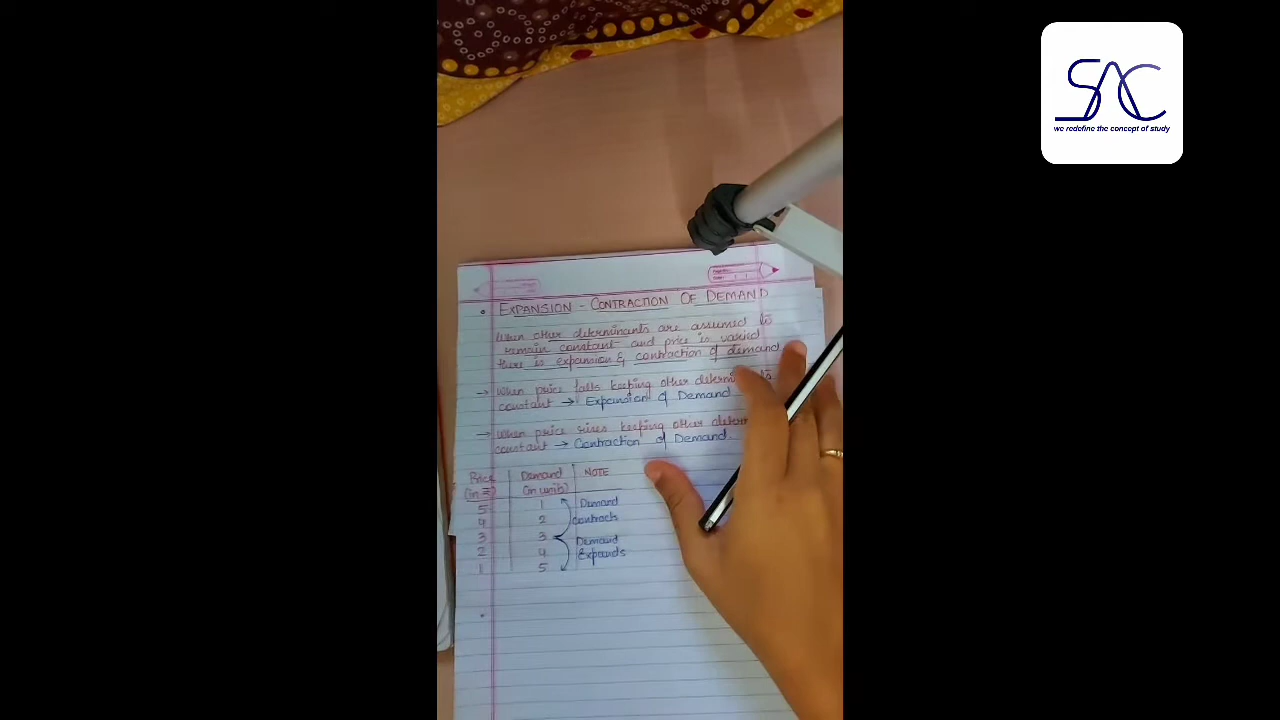 SAC
we redefine the concept of study
EXPANSION - CONTRACTION OF DEMAND
When other determinants are assumed to
remain constant and price is varied
there is expansion & contraction of demand
→ When price falls keeping other
constant → Expansion of Demand
→ When price rises keeping other
constant → Contraction of Demand.
Price Demand NOTE
(in ₹) (in units)
5 1 Demand
4 2 Contracts
3 3 Demand
2 4 Expands
1 5